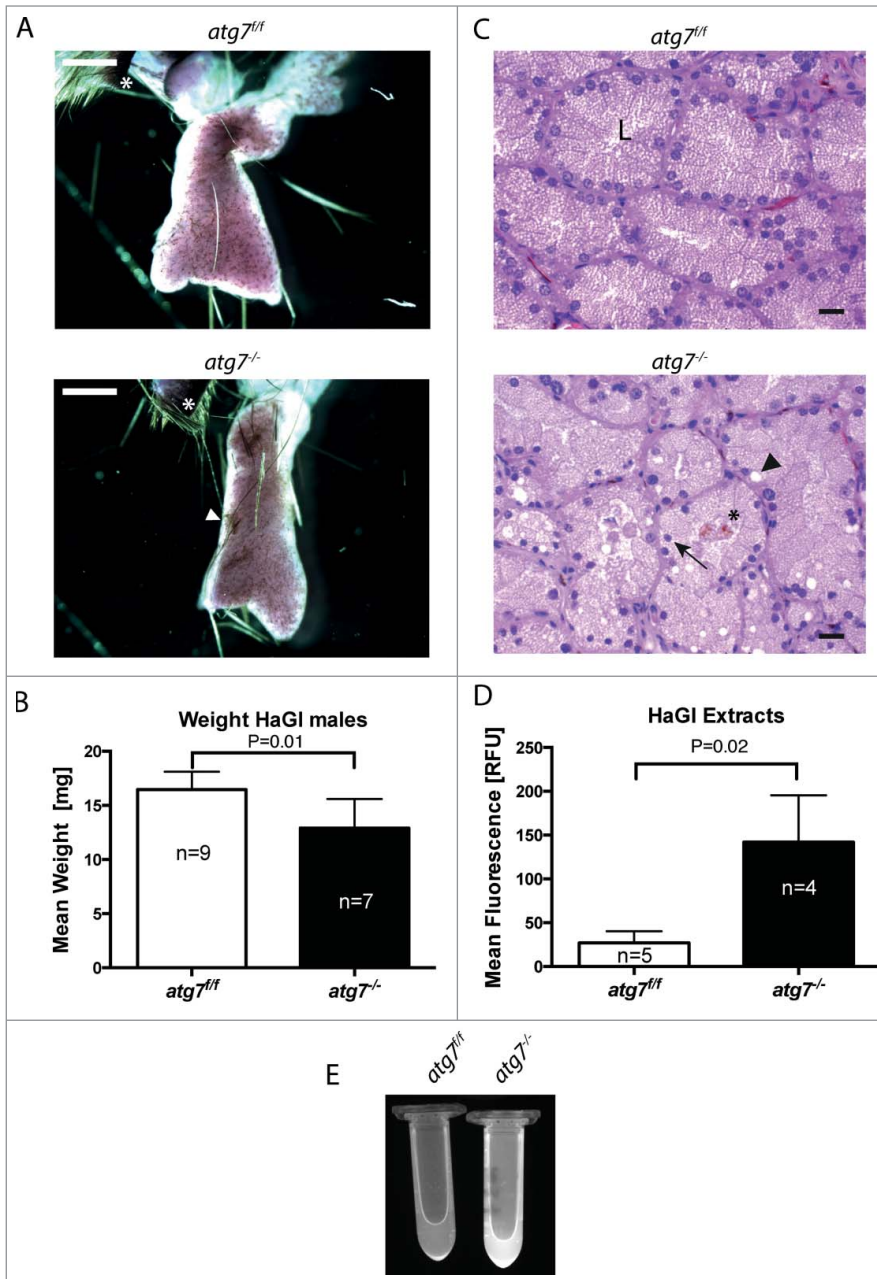 A
atg7f/f
*
atg7-/-
*
B
Weight HaGl males
P=0.01
Mean Weight [mg]
20
15
10
5
0
n=9
n=7
atg7f/f
atg7-/-
C
atg7f/f
L
atg7-/-
*
D
HaGl Extracts
P=0.02
Mean Fluorescence [RFU]
250
200
150
100
50
0
n=5
n=4
atg7f/f
atg7-/-
E
atg7f/f
atg7-/-